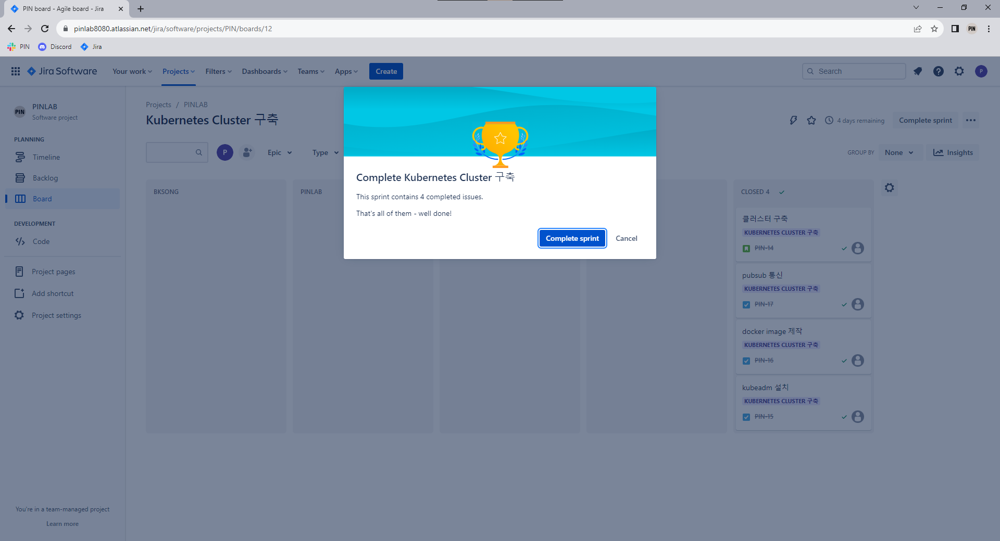 PIN board - Agile board - Jira
pinlab8080.atlassian.net/jira/software/projects/PIN/boards/12
PIN
PIN
Discord
Jira
Jira Software
Your work
Projects
Filters
Dashboards
Teams
Apps
Create
Search
P
PIN
PINLAB
Software project
PLANNING
Timeline
Backlog
Board
DEVELOPMENT
Code
Project pages
Add shortcut
Project settings
You're in a team-managed project
Learn more
Projects / PINLAB
Kubernetes Cluster 구축
4 days remaining
Complete sprint
P
Epic
Type
GROUP BY
None
Insights
Complete Kubernetes Cluster 구축
This sprint contains 4 completed issues.
That's all of them - well done!
Complete sprint
Cancel
BKSONG
PINLAB
CLOSED 4
클러스터 구축
KUBERNETES CLUSTER 구축
PIN-14
pubsub 통신
KUBERNETES CLUSTER 구축
PIN-17
docker image 제작
KUBERNETES CLUSTER 구축
PIN-16
kubeadm 설치
KUBERNETES CLUSTER 구축
PIN-15